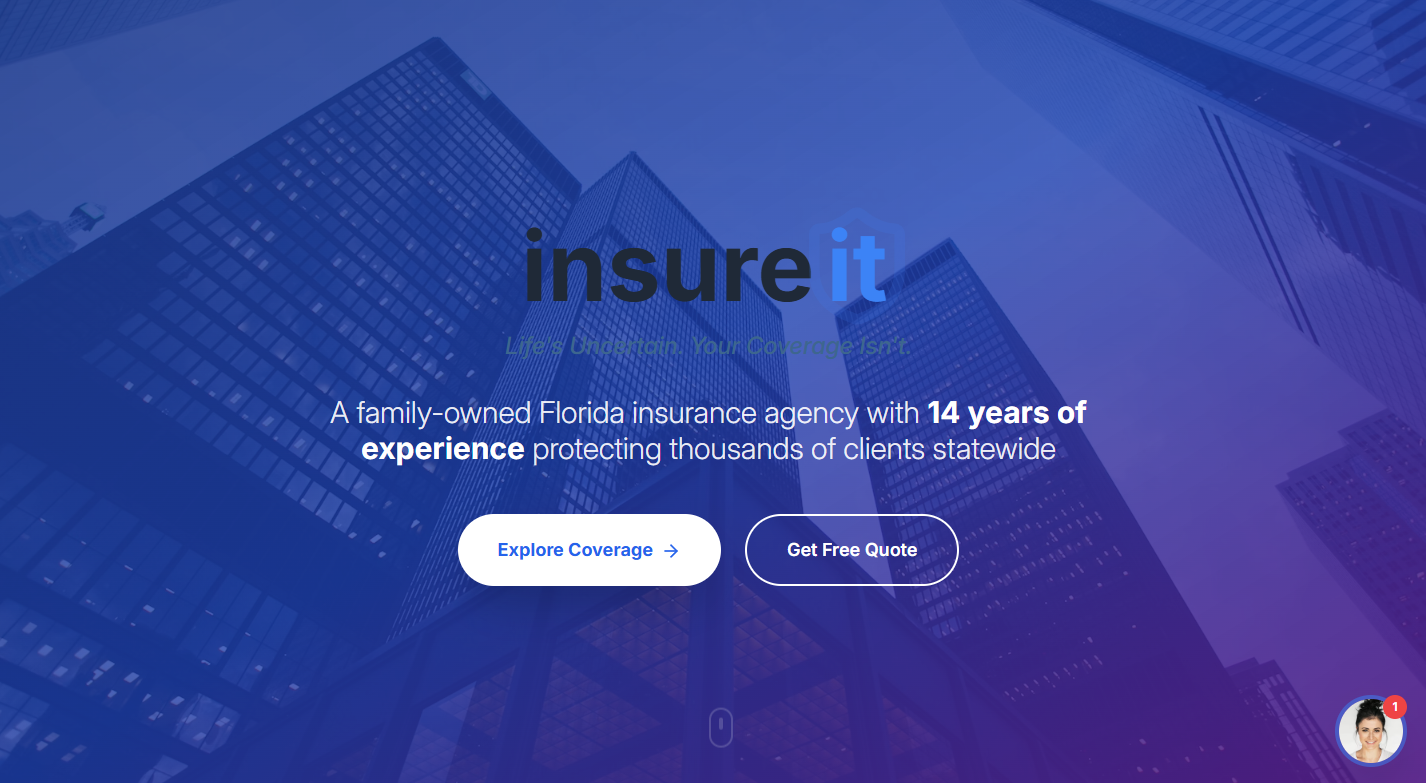 insure it
Life's Uncertain. Your Coverage Isn't.
A family-owned Florida insurance agency with 14 years of
experience protecting thousands of clients statewide
Explore Coverage →
Get Free Quote
1